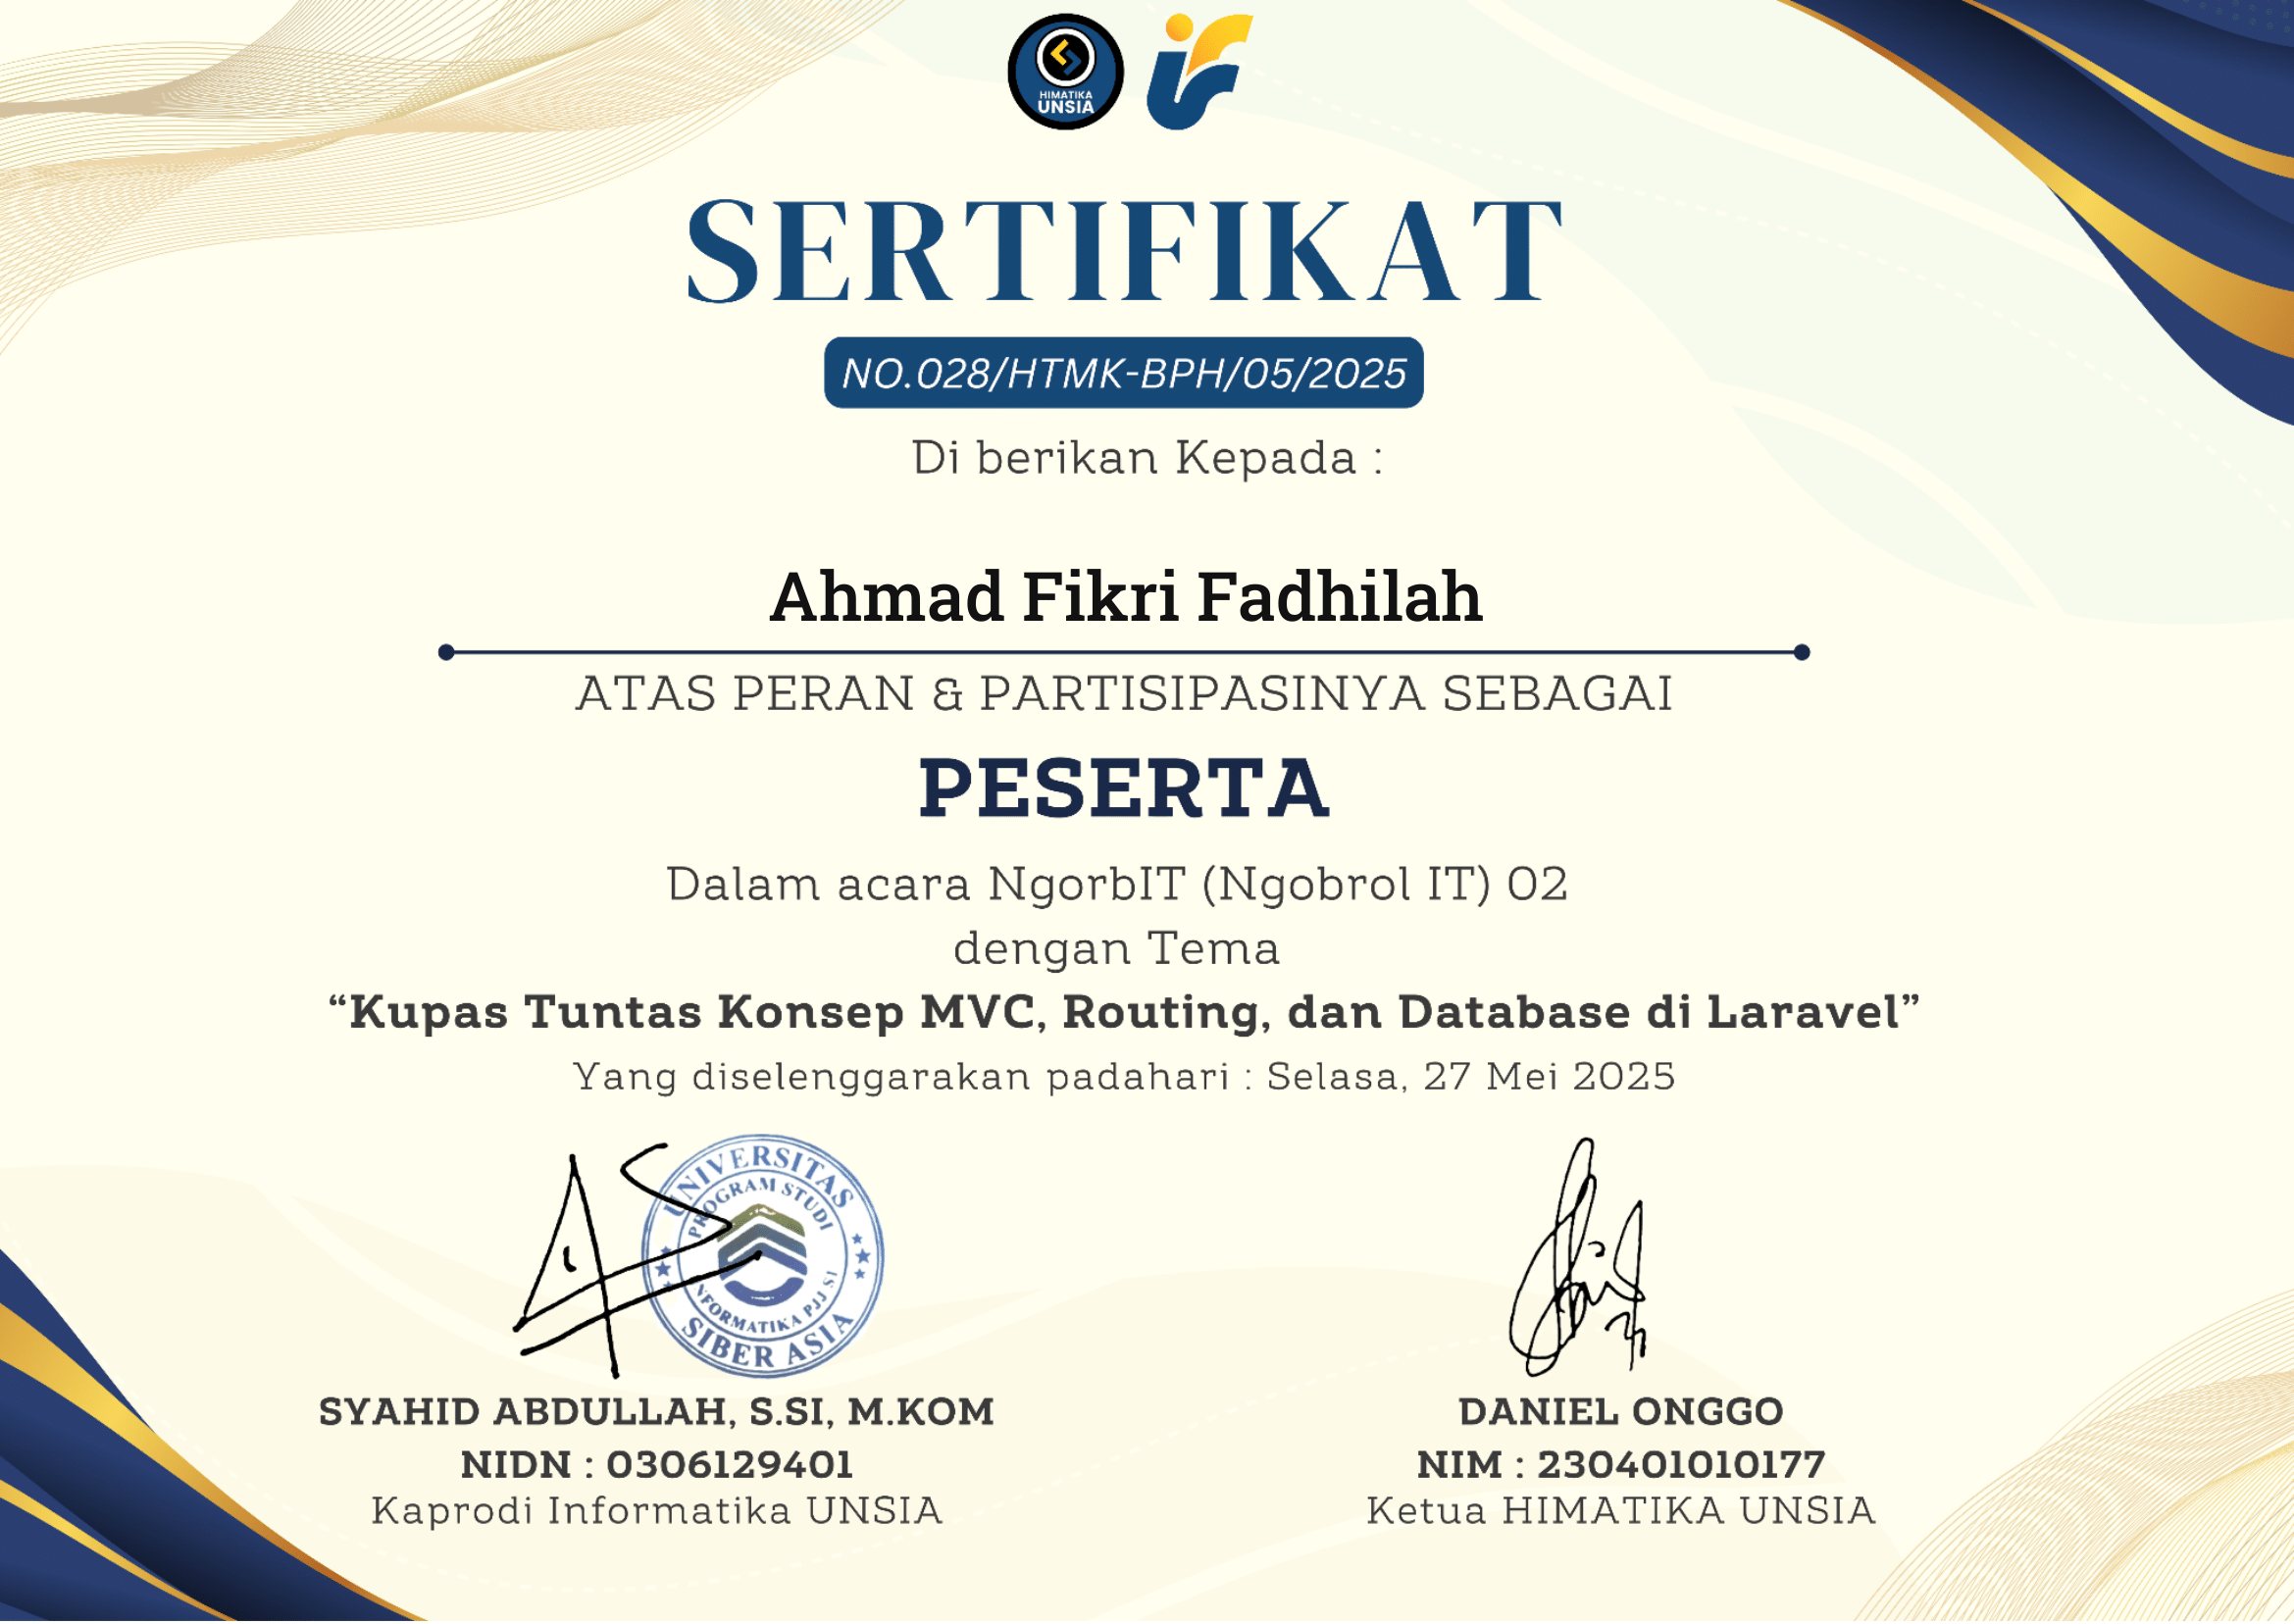 HIMATIKA
UNSIA
SERTIFIKAT
NO.028/HTMK-BPH/05/2025
Di berikan Kepada :
Ahmad Fikri Fadhilah
ATAS PERAN & PARTISIPASINYA SEBAGAI
PESERTA
Dalam acara NgorbIT (Ngobrol IT) 02
dengan Tema
“Kupas Tuntas Konsep MVC, Routing, dan Database di Laravel”
Yang diselenggarakan padahari : Selasa, 27 Mei 2025
UNIVERSITAS
PROGRAM STUDI
INFORMATIKA PJJ S1
SIBER ASIA
SYAHID ABDULLAH, S.SI, M.KOM
NIDN : 0306129401
Kaprodi Informatika UNSIA
DANIEL ONGGO
NIM : 230401010177
Ketua HIMATIKA UNSIA